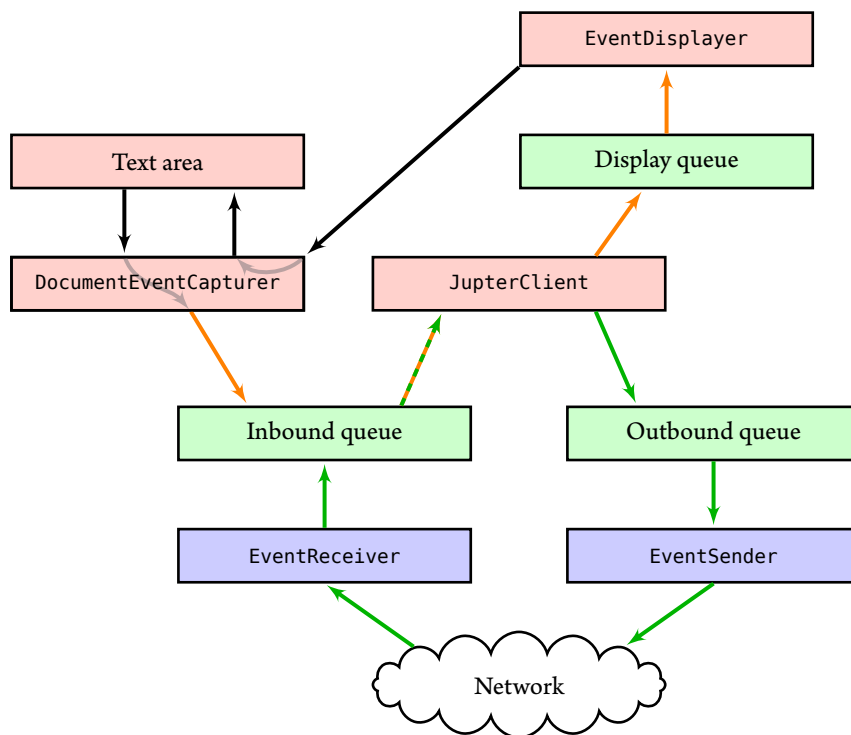 EventDisplayer
Text area
Display queue
DocumentEventCapturer
JupterClient
Inbound queue
Outbound queue
EventReceiver
EventSender
Network